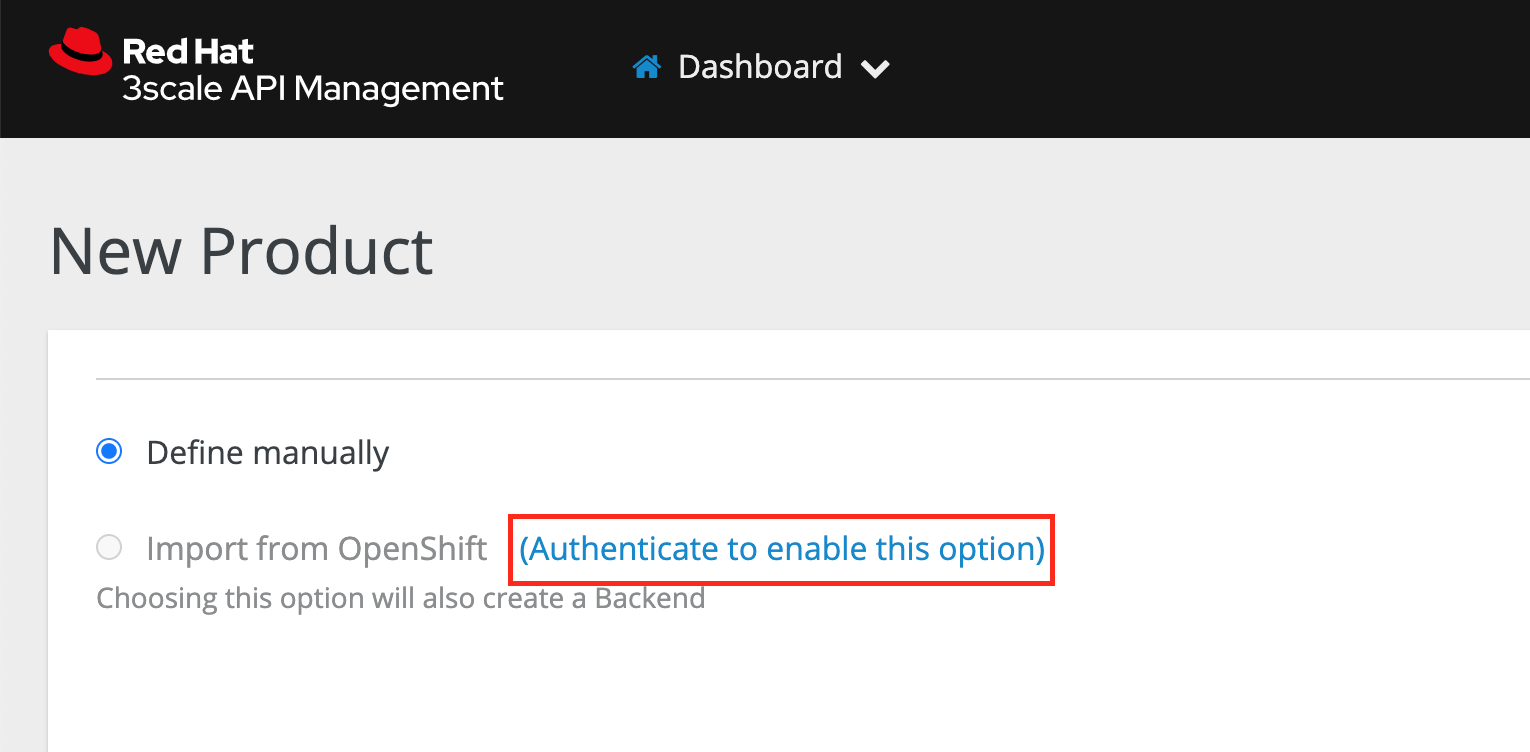 Red Hat
3scale API Management
Dashboard
New Product
Define manually
Import from OpenShift (Authenticate to enable this option)
Choosing this option will also create a Backend